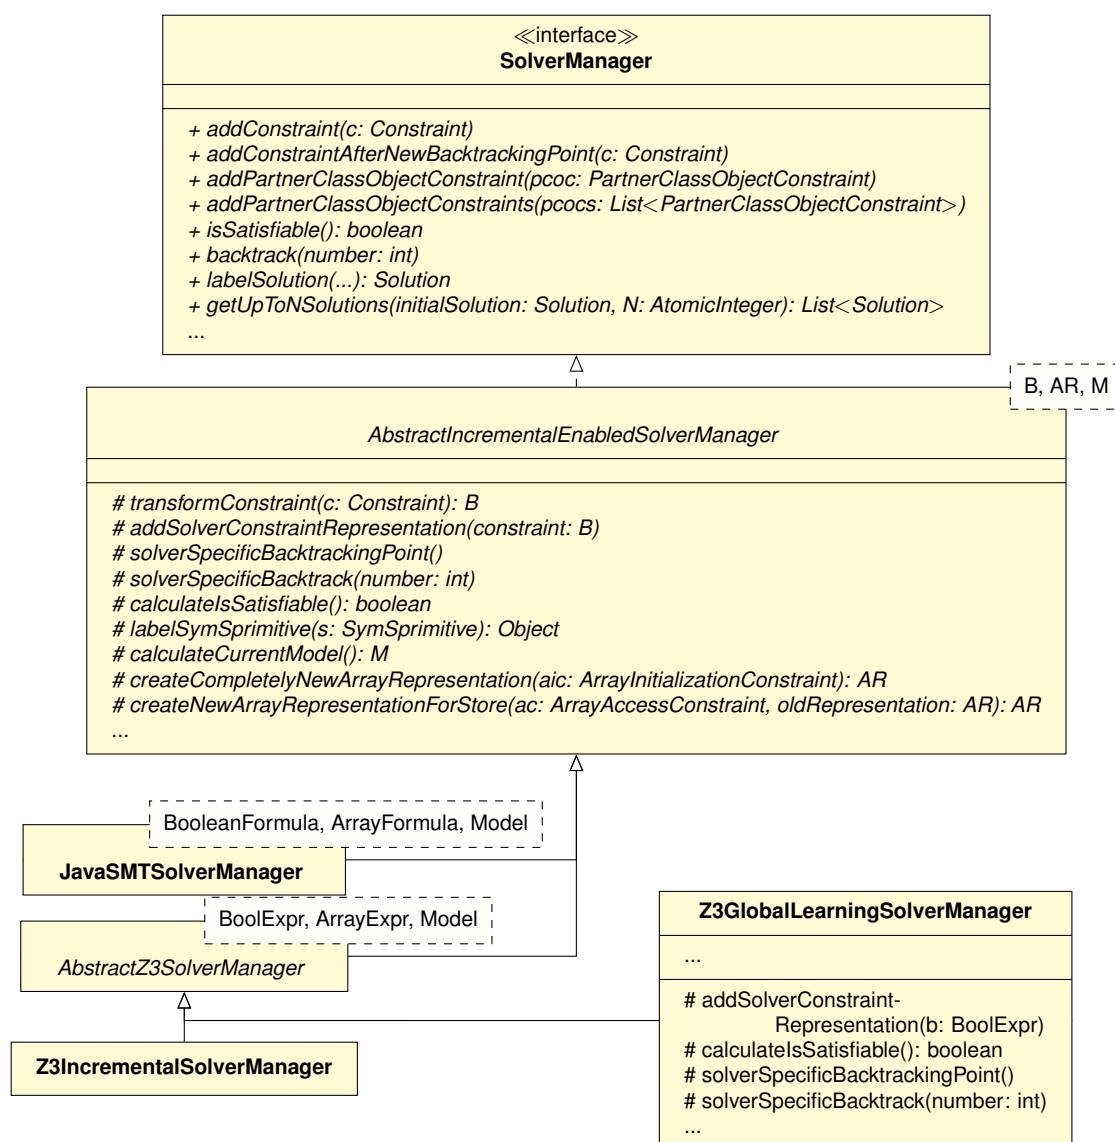 ≪interface≫
SolverManager
+ addConstraint(c: Constraint)
+ addConstraintAfterNewBacktrackingPoint(c: Constraint)
+ addPartnerClassObjectConstraint(pcoc: PartnerClassObjectConstraint)
+ addPartnerClassObjectConstraints(pcocs: List<PartnerClassObjectConstraint>)
+ isSatisfiable(): boolean
+ backtrack(number: int)
+ labelSolution(...): Solution
+ getUpToNSolutions(initialSolution: Solution, N: AtomicInteger): List<Solution>
...
B, AR, M
AbstractIncrementalEnabledSolverManager
# transformConstraint(c: Constraint): B
# addSolverConstraintRepresentation(constraint: B)
# solverSpecificBacktrackingPoint()
# solverSpecificBacktrack(number: int)
# calculateIsSatisfiable(): boolean
# labelSymSprimitive(s: SymSprimitive): Object
# calculateCurrentModel(): M
# createCompletelyNewArrayRepresentation(aic: ArrayInitializationConstraint): AR
# createNewArrayRepresentationForStore(ac: ArrayAccessConstraint, oldRepresentation: AR): AR
...
BooleanFormula, ArrayFormula, Model
JavaSMTSolverManager
BoolExpr, ArrayExpr, Model
AbstractZ3SolverManager
Z3IncrementalSolverManager
Z3GlobalLearningSolverManager
...
# addSolverConstraint-
Representation(b: BoolExpr)
# calculateIsSatisfiable(): boolean
# solverSpecificBacktrackingPoint()
# solverSpecificBacktrack(number: int)
...